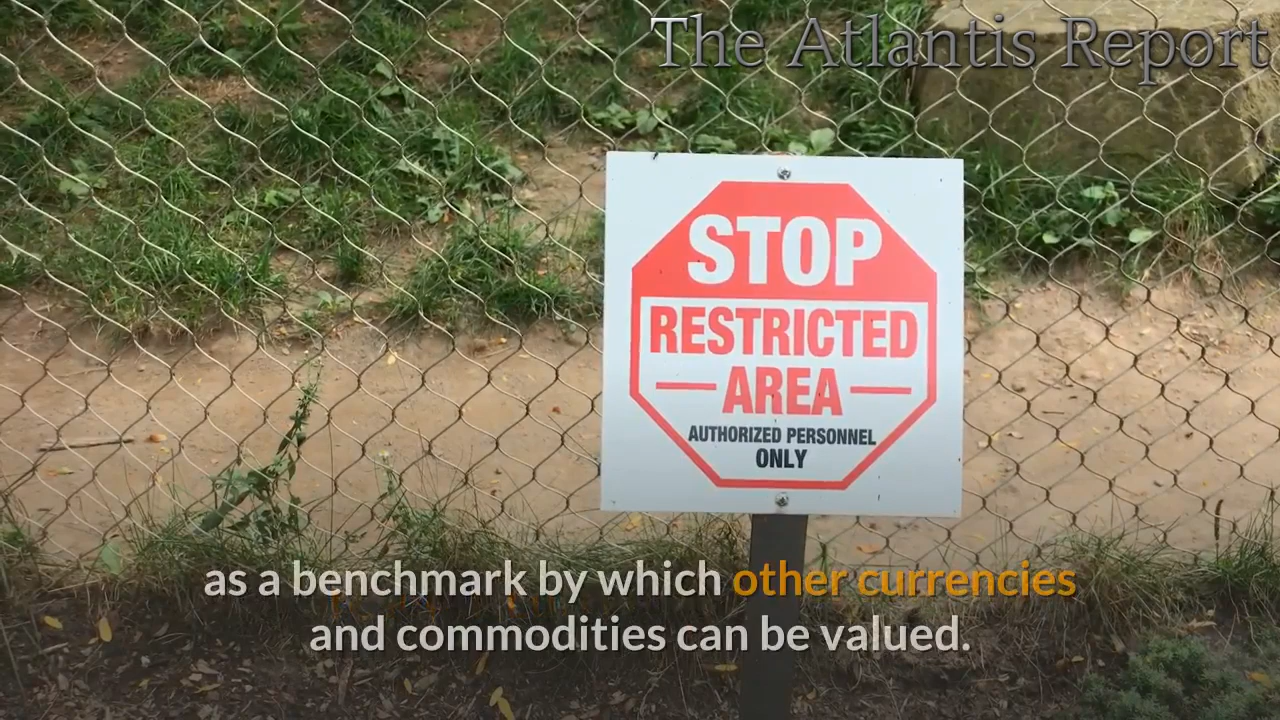 The Atlantis Report
STOP
RESTRICTED
AREA
AUTHORIZED PERSONNEL
ONLY
as a benchmark by which other currencies
and commodities can be valued.